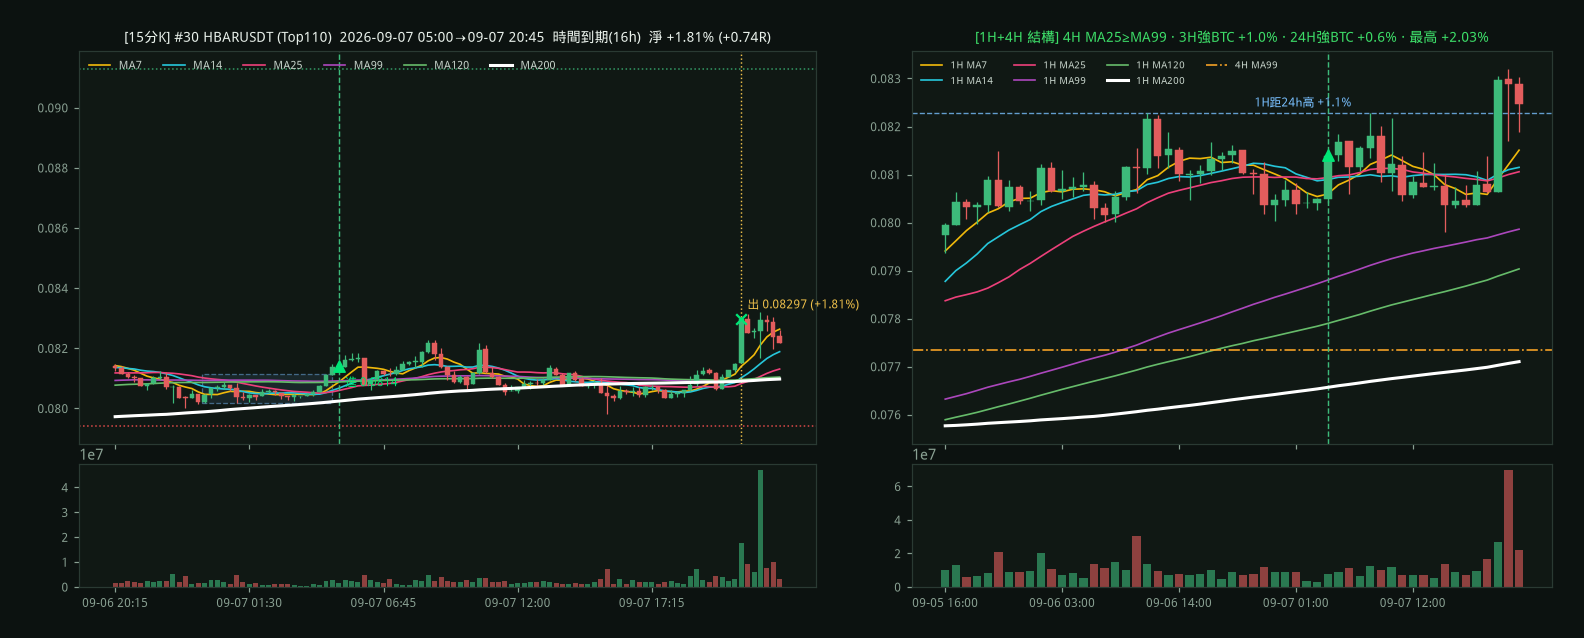 [15分K] #30 HBARUSDT (Top110) 2026-09-07 05:00→09-07 20:45 時間到期(16h) 淨 +1.81% (+0.74R)
MA7 MA14 MA25 MA99 MA120 MA200
0.090
0.088
0.086
0.084
0.082
0.080
出 0.08297 (+1.81%)
1e7
4
3
2
1
0
09-06 20:15 09-07 01:30 09-07 06:45 09-07 12:00 09-07 17:15
[1H+4H 結構] 4H MA25≥MA99 · 3H強BTC +1.0% · 24H強BTC +0.6% · 最高 +2.03%
1H MA7 1H MA25 1H MA120 4H MA99
1H MA14 1H MA99 1H MA200
1H距24h高 +1.1%
0.083
0.082
0.081
0.080
0.079
0.078
0.077
0.076
1e7
6
4
2
0
09-05 16:00 09-06 03:00 09-06 14:00 09-07 01:00 09-07 12:00